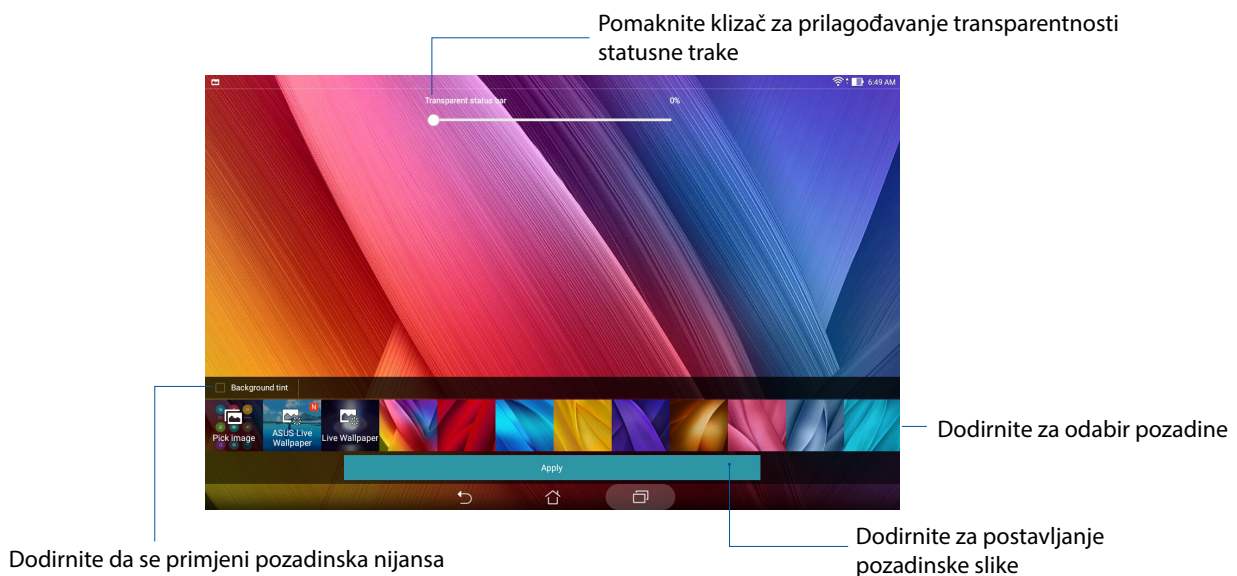 Pomaknite klizač za prilagođavanje transparentnosti
statusne trake
6:49 AM
Transparent status bar 0%
Background tint
Pick image
ASUS Live
Wallpaper
N
Live Wallpaper
Dodirnite za odabir pozadine
Apply
Dodirnite za postavljanje
pozadinske slike
Dodirnite da se primjeni pozadinska nijansa